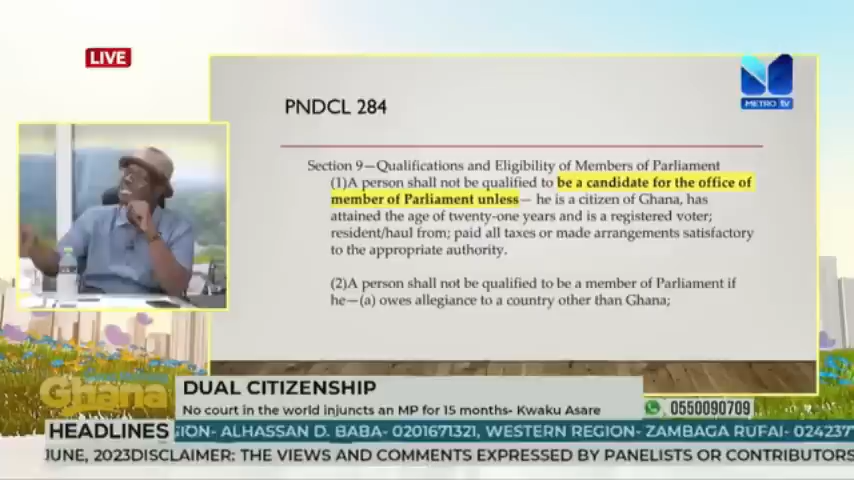 LIVE
METRO TV
PNDCL 284
Section 9—Qualifications and Eligibility of Members of Parliament
(1)A person shall not be qualified to be a candidate for the office of
member of Parliament unless— he is a citizen of Ghana, has
attained the age of twenty-one years and is a registered voter;
resident/haul from; paid all taxes or made arrangements satisfactory
to the appropriate authority.
(2)A person shall not be qualified to be a member of Parliament if
he—(a) owes allegiance to a country other than Ghana;
Ghana
DUAL CITIZENSHIP
No court in the world injuncts an MP for 15 months- Kwaku Asare
0550090709
HEADLINES
GION- ALHASSAN D. BABA- 0201671321, WESTERN REGION- ZAMBAGA RUFAI- 024237
JUNE, 2023DISCLAIMER: THE VIEWS AND COMMENTS EXPRESSED BY PANELISTS OR CONTRIBUTORS